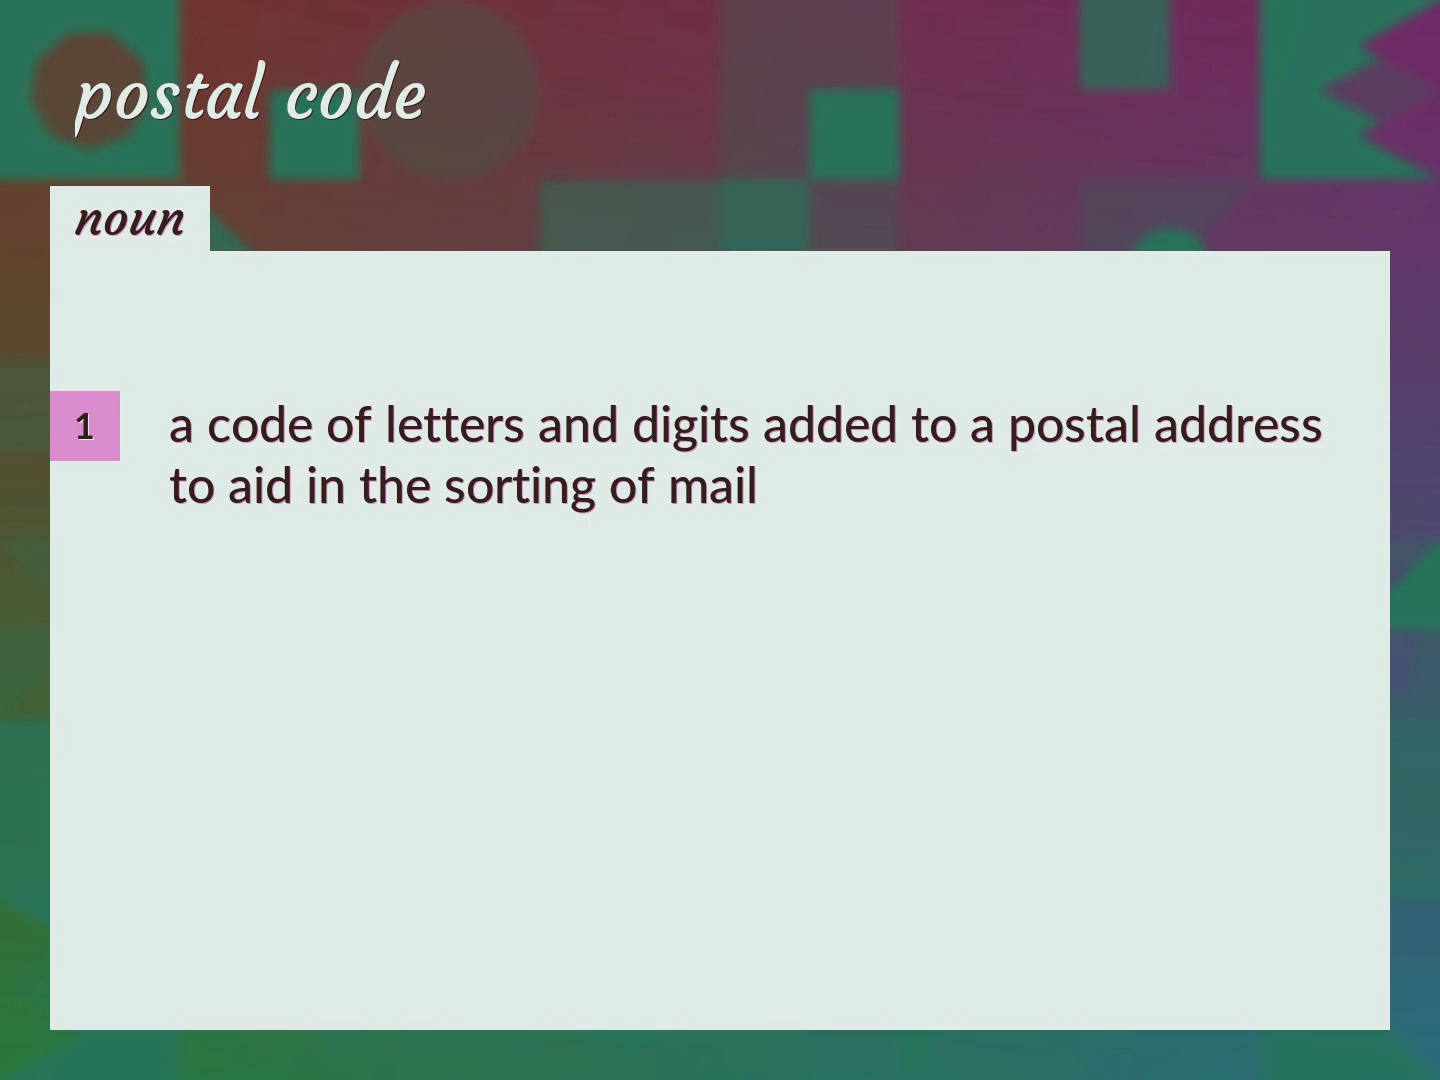 postal code
noun
1
a code of letters and digits added to a postal address
to aid in the sorting of mail